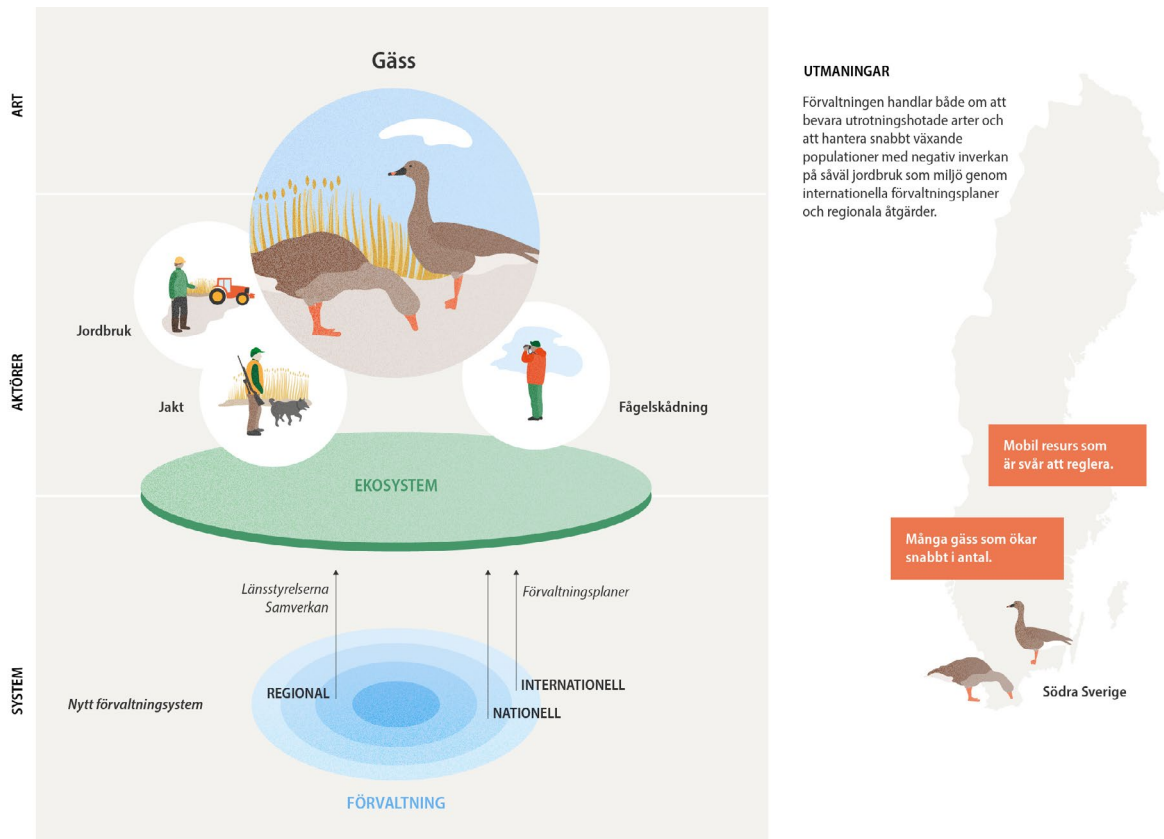 ART
Gäss
AKTÖRER
Jordbruk
Jakt
Fågelskådning
EKOSYSTEM
SYSTEM
Länsstyrelserna
Samverkan
Förvaltningsplaner
Nytt förvaltningsystem
REGIONAL
INTERNATIONELL
NATIONELL
FÖRVALTNING
UTMANINGAR
Förvaltningen handlar både om att
bevara utrotningshotade arter och
att hantera snabbt växande
populationer med negativ inverkan
på såväl jordbruk som miljö genom
internationella förvaltningsplaner
och regionala åtgärder.
Mobil resurs som
är svår att reglera.
Många gäss som ökar
snabbt i antal.
Södra Sverige